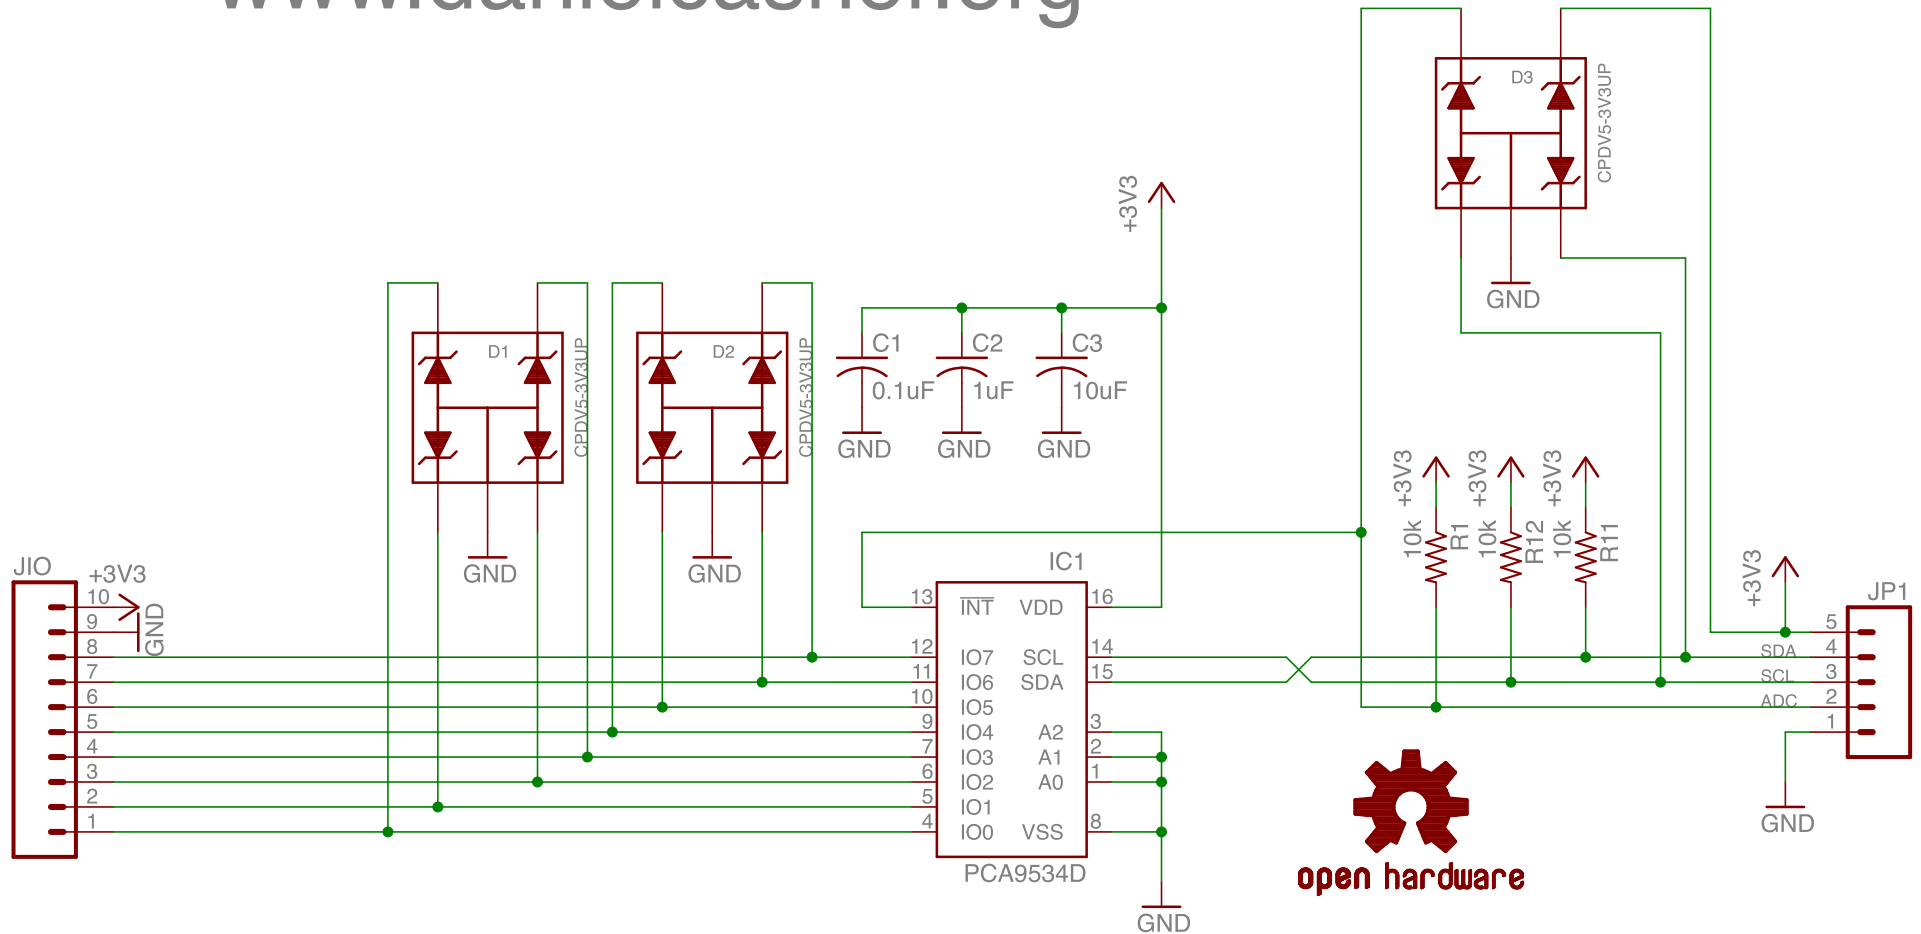 D3
CPDV5-3V3UP
GND
+3V3
D1
CPDV5-3V3UP
GND
D2
CPDV5-3V3UP
GND
C1
0.1uF
GND
C2
1uF
GND
C3
10uF
GND
+3V3
10k
R1
+3V3
10k
R12
+3V3
10k
R11
JIO
+3V3
10
9
GND
8
7
6
5
4
3
2
1
IC1
13 INT VDD 16
12 IO7 SCL 14
11 IO6 SDA 15
10 IO5
9 IO4 A2 3
7 IO3 A1 2
6 IO2 A0 1
5 IO1
4 IO0 VSS 8
PCA9534D
GND
+3V3
JP1
5
SDA 4
SCL 3
ADC 2
1
GND
open hardware